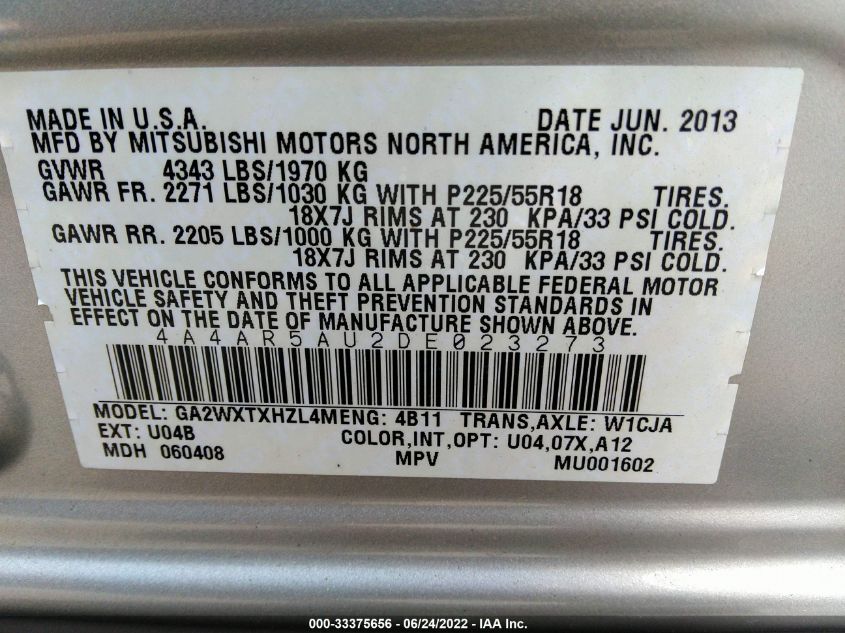 MADE IN U.S.A. DATE JUN. 2013
MFD BY MITSUBISHI MOTORS NORTH AMERICA, INC.
GVWR 4343 LBS/1970 KG
GAWR FR. 2271 LBS/1030 KG WITH P225/55R18 TIRES.
18X7J RIMS AT 230 KPA/33 PSI COLD.
GAWR RR. 2205 LBS/1000 KG WITH P225/55R18 TIRES.
18X7J RIMS AT 230 KPA/33 PSI COLD.
THIS VEHICLE CONFORMS TO ALL APPLICABLE FEDERAL MOTOR
VEHICLE SAFETY AND THEFT PREVENTION STANDARDS IN
EFFECT ON THE DATE OF MANUFACTURE SHOWN ABOVE.
4A4AR5AU2DE023273
MODEL: GA2WXTXHZL4MENG: 4B11 TRANS,AXLE: W1CJA
EXT: U04B COLOR,INT,OPT: U04,07X,A12
MDH 060408 MPV MU001602
000-33375656 - 06/24/2022 - IAA Inc.